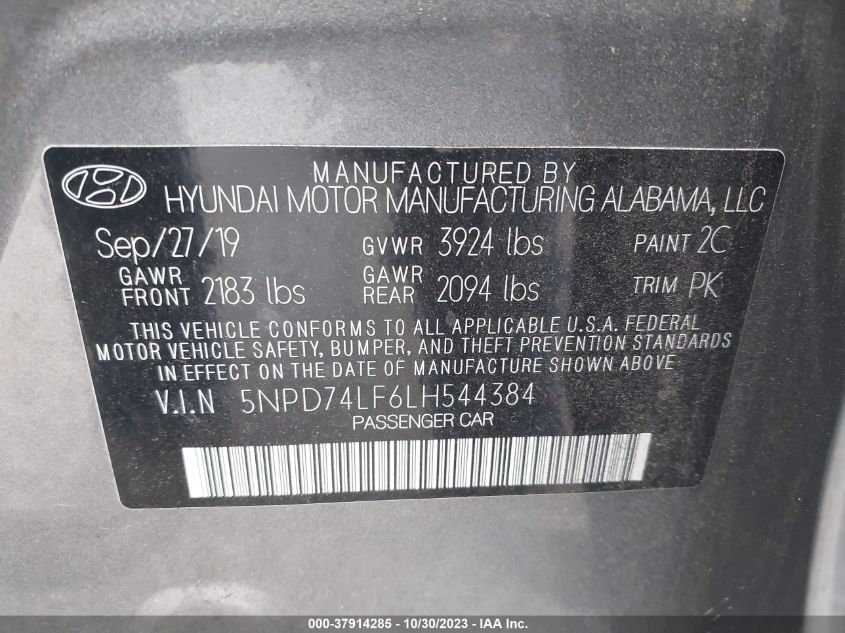 MANUFACTURED BY
HYUNDAI MOTOR MANUFACTURING ALABAMA, LLC
Sep/27/19 GVWR 3924 lbs PAINT 2C
GAWR FRONT 2183 lbs GAWR REAR 2094 lbs TRIM PK
THIS VEHICLE CONFORMS TO ALL APPLICABLE U.S.A. FEDERAL
MOTOR VEHICLE SAFETY, BUMPER, AND THEFT PREVENTION STANDARDS
IN EFFECT ON THE DATE OF MANUFACTURE SHOWN ABOVE
V.I.N 5NPD74LF6LH544384
PASSENGER CAR
000-37914285 - 10/30/2023 - IAA Inc.